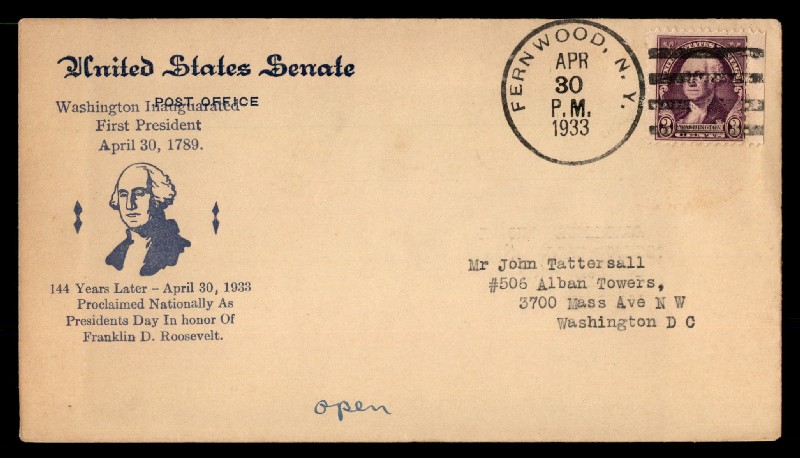 United States Senate
POST OFFICE
Washington Inauguarated
First President
April 30, 1789.
144 Years Later - April 30, 1933
Proclaimed Nationally As
Presidents Day In honor Of
Franklin D. Roosevelt.
FERNWOOD, N. Y.
APR
30
P.M.
1933
3 WASHINGTON 3
Mr John Tattersall
#506 Alban Towers,
3700 Mass Ave N W
Washington D C
open